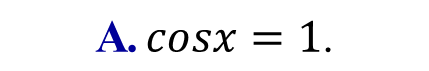 A. cosx = 1.